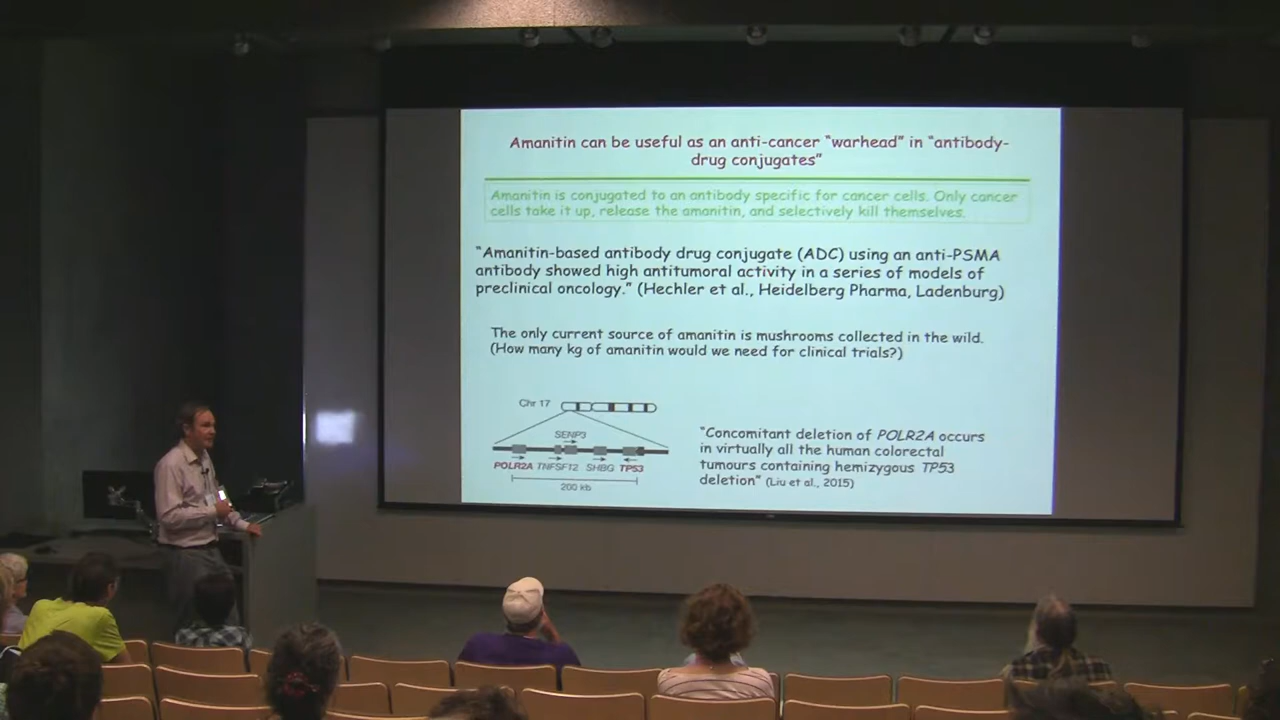 Amanitin can be useful as an anti-cancer “warhead” in “antibody-
drug conjugates”
Amanitin is conjugated to an antibody specific for cancer cells. Only cancer
cells take it up, release the amanitin, and selectively kill themselves.
“Amanitin-based antibody drug conjugate (ADC) using an anti-PSMA
antibody showed high antitumoral activity in a series of models of
preclinical oncology.” (Hechler et al., Heidelberg Pharma, Ladenburg)
The only current source of amanitin is mushrooms collected in the wild.
(How many kg of amanitin would we need for clinical trials?)
Chr 17
SENP3
POLR2A TNFSF12 SHBG TP53
200 kb
“Concomitant deletion of POLR2A occurs
in virtually all the human colorectal
tumours containing hemizygous TP53
deletion” (Liu et al., 2015)